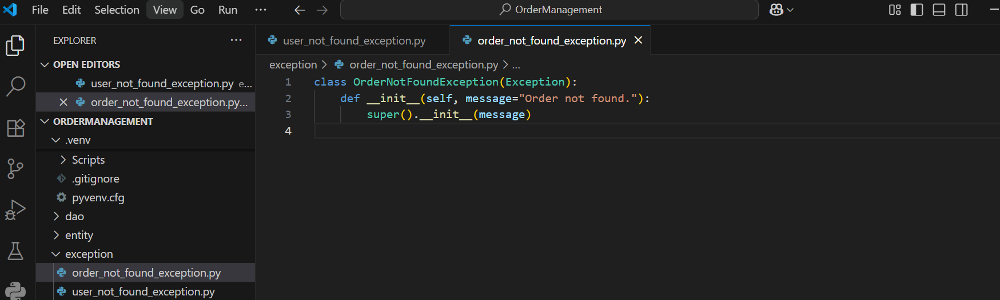 File Edit Selection View Go Run ... OrderManagement
EXPLORER ...
OPEN EDITORS
user_not_found_exception.py e...
order_not_found_exception.py...
ORDERMANAGEMENT
.venv
Scripts
.gitignore
pyvenv.cfg
dao
entity
exception
order_not_found_exception.py
user_not_found_exception.py
user_not_found_exception.py order_not_found_exception.py
exception > order_not_found_exception.py > ...
1 class OrderNotFoundException(Exception):
2 def __init__(self, message="Order not found."):
3 super().__init__(message)
4